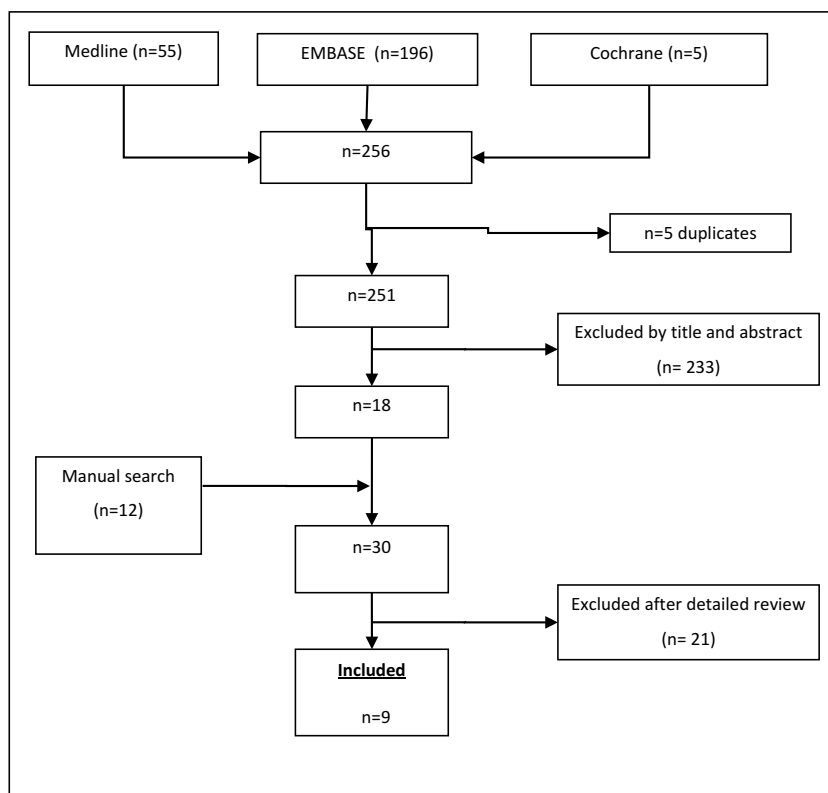 Medline (n=55)
EMBASE (n=196)
Cochrane (n=5)
n=256
n=5 duplicates
n=251
Excluded by title and abstract
(n= 233)
n=18
Manual search
(n=12)
n=30
Excluded after detailed review
(n= 21)
Included
n=9